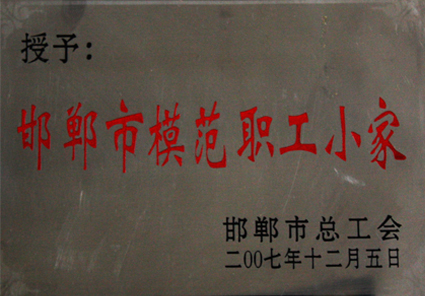 授予：
邯郸市模范职工小家
邯郸市总工会
二00七年十二月五日